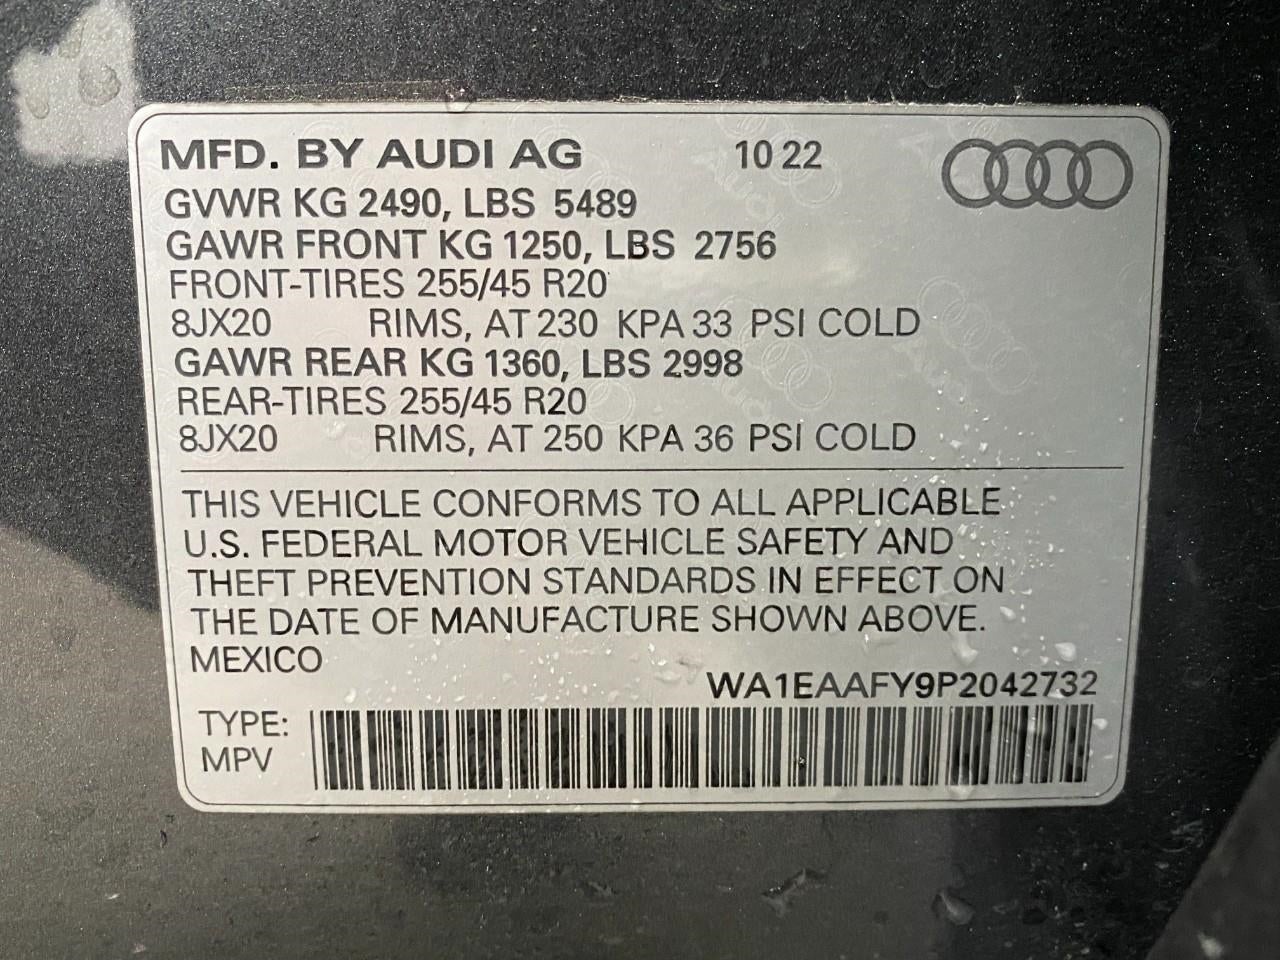 MFD. BY AUDI AG 10 22
GVWR KG 2490, LBS 5489
GAWR FRONT KG 1250, LBS 2756
FRONT-TIRES 255/45 R20
8JX20 RIMS, AT 230 KPA 33 PSI COLD
GAWR REAR KG 1360, LBS 2998
REAR-TIRES 255/45 R20
8JX20 RIMS, AT 250 KPA 36 PSI COLD
THIS VEHICLE CONFORMS TO ALL APPLICABLE
U.S. FEDERAL MOTOR VEHICLE SAFETY AND
THEFT PREVENTION STANDARDS IN EFFECT ON
THE DATE OF MANUFACTURE SHOWN ABOVE.
MEXICO
WA1EAAFY9P2042732
TYPE:
MPV